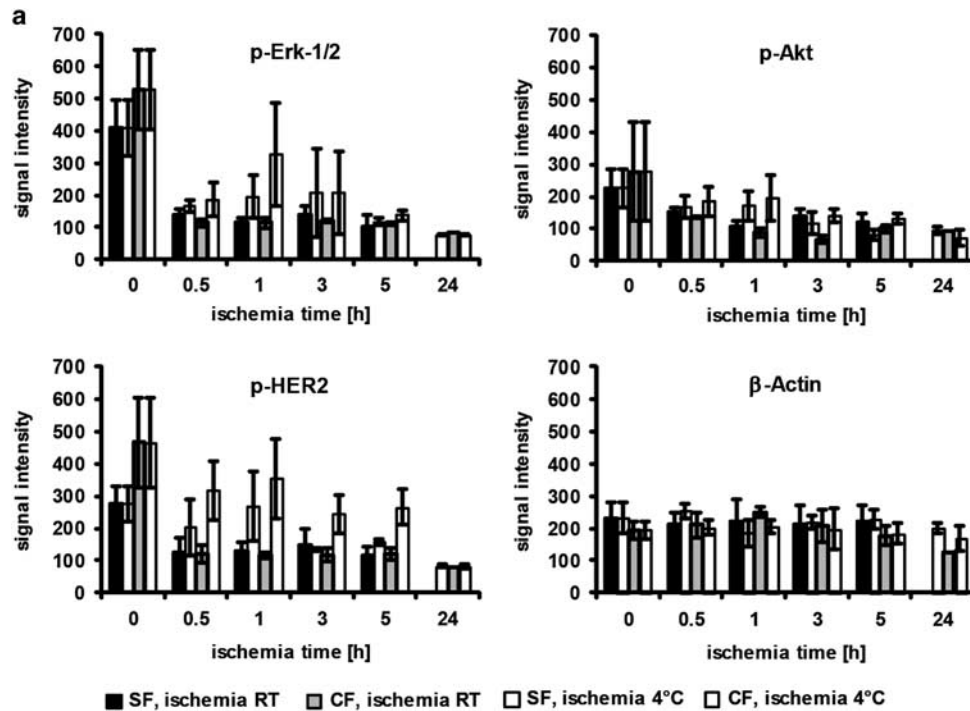 a
p-Erk-1/2
700
600
500
400
300
200
100
0
signal intensity
0 0.5 1 3 5 24
ischemia time [h]
p-Akt
700
600
500
400
300
200
100
0
signal intensity
0 0.5 1 3 5 24
ischemia time [h]
p-HER2
700
600
500
400
300
200
100
0
signal intensity
0 0.5 1 3 5 24
ischemia time [h]
β-Actin
700
600
500
400
300
200
100
0
signal intensity
0 0.5 1 3 5 24
ischemia time [h]
SF, ischemia RT CF, ischemia RT SF, ischemia 4°C CF, ischemia 4°C